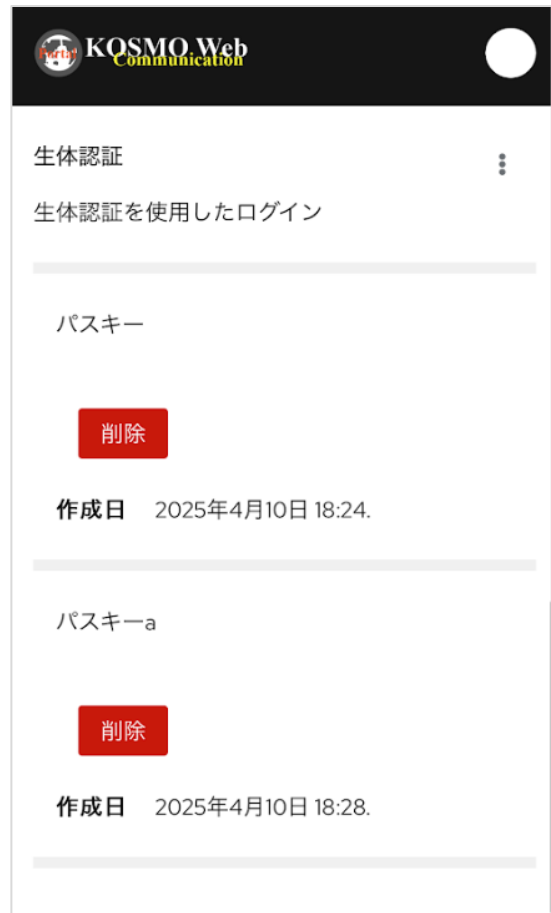 Portal KOSMO Web
Communication
生体認証
生体認証を使用したログイン
パスキー
削除
作成日 2025年4月10日 18:24.
パスキーa
削除
作成日 2025年4月10日 18:28.